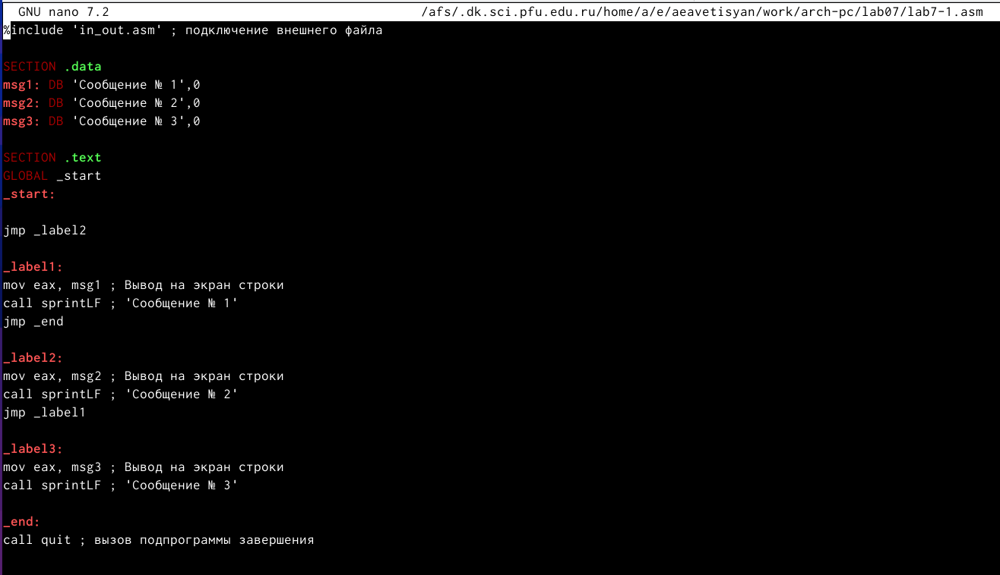 GNU nano 7.2 /afs/.dk.sci.pfu.edu.ru/home/a/e/aeavetisyan/work/arch-pc/lab07/lab7-1.asm
%include 'in_out.asm' ; подключение внешнего файла
SECTION .data
msg1: DB 'Сообщение № 1',0
msg2: DB 'Сообщение № 2',0
msg3: DB 'Сообщение № 3',0
SECTION .text
GLOBAL _start
_start:
jmp _label2
_label1:
mov eax, msg1 ; Вывод на экран строки
call sprintLF ; 'Сообщение № 1'
jmp _end
_label2:
mov eax, msg2 ; Вывод на экран строки
call sprintLF ; 'Сообщение № 2'
jmp _label1
_label3:
mov eax, msg3 ; Вывод на экран строки
call sprintLF ; 'Сообщение № 3'
_end:
call quit ; вызов подпрограммы завершения